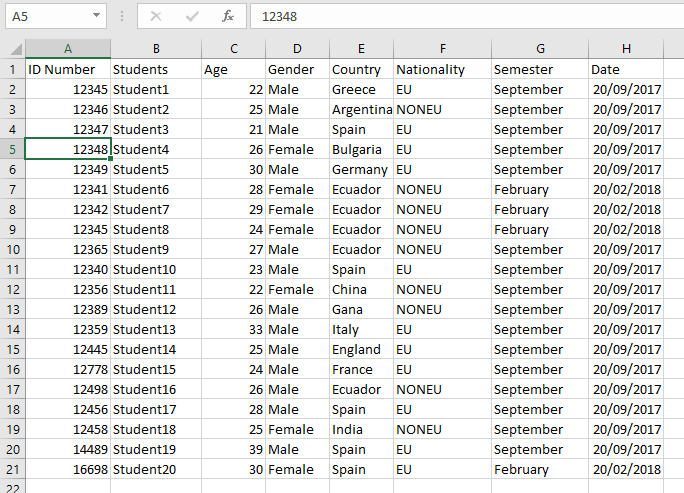 A5 fx 12348
A B C D E F G H
1 ID Number Students Age Gender Country Nationality Semester Date
2 12345 Student1 22 Male Greece EU September 20/09/2017
3 12346 Student2 25 Male Argentina NONEU September 20/09/2017
4 12347 Student3 21 Male Spain EU September 20/09/2017
5 12348 Student4 26 Female Bulgaria EU September 20/09/2017
6 12349 Student5 30 Male Germany EU September 20/09/2017
7 12341 Student6 28 Female Ecuador NONEU February 20/02/2018
8 12342 Student7 29 Female Ecuador NONEU February 20/02/2018
9 12345 Student8 24 Female Ecuador NONEU February 20/02/2018
10 12365 Student9 27 Male Ecuador NONEU September 20/09/2017
11 12340 Student10 23 Male Spain EU September 20/09/2017
12 12356 Student11 22 Female China NONEU September 20/09/2017
13 12389 Student12 26 Male Gana NONEU September 20/09/2017
14 12359 Student13 33 Male Italy EU September 20/09/2017
15 12445 Student14 25 Male England EU September 20/09/2017
16 12778 Student15 24 Male France EU September 20/09/2017
17 12498 Student16 26 Male Ecuador NONEU September 20/09/2017
18 12456 Student17 28 Male Spain EU September 20/09/2017
19 12458 Student18 25 Female India NONEU September 20/09/2017
20 14489 Student19 39 Male Spain EU September 20/09/2017
21 16698 Student20 30 Female Spain EU February 20/02/2018
22